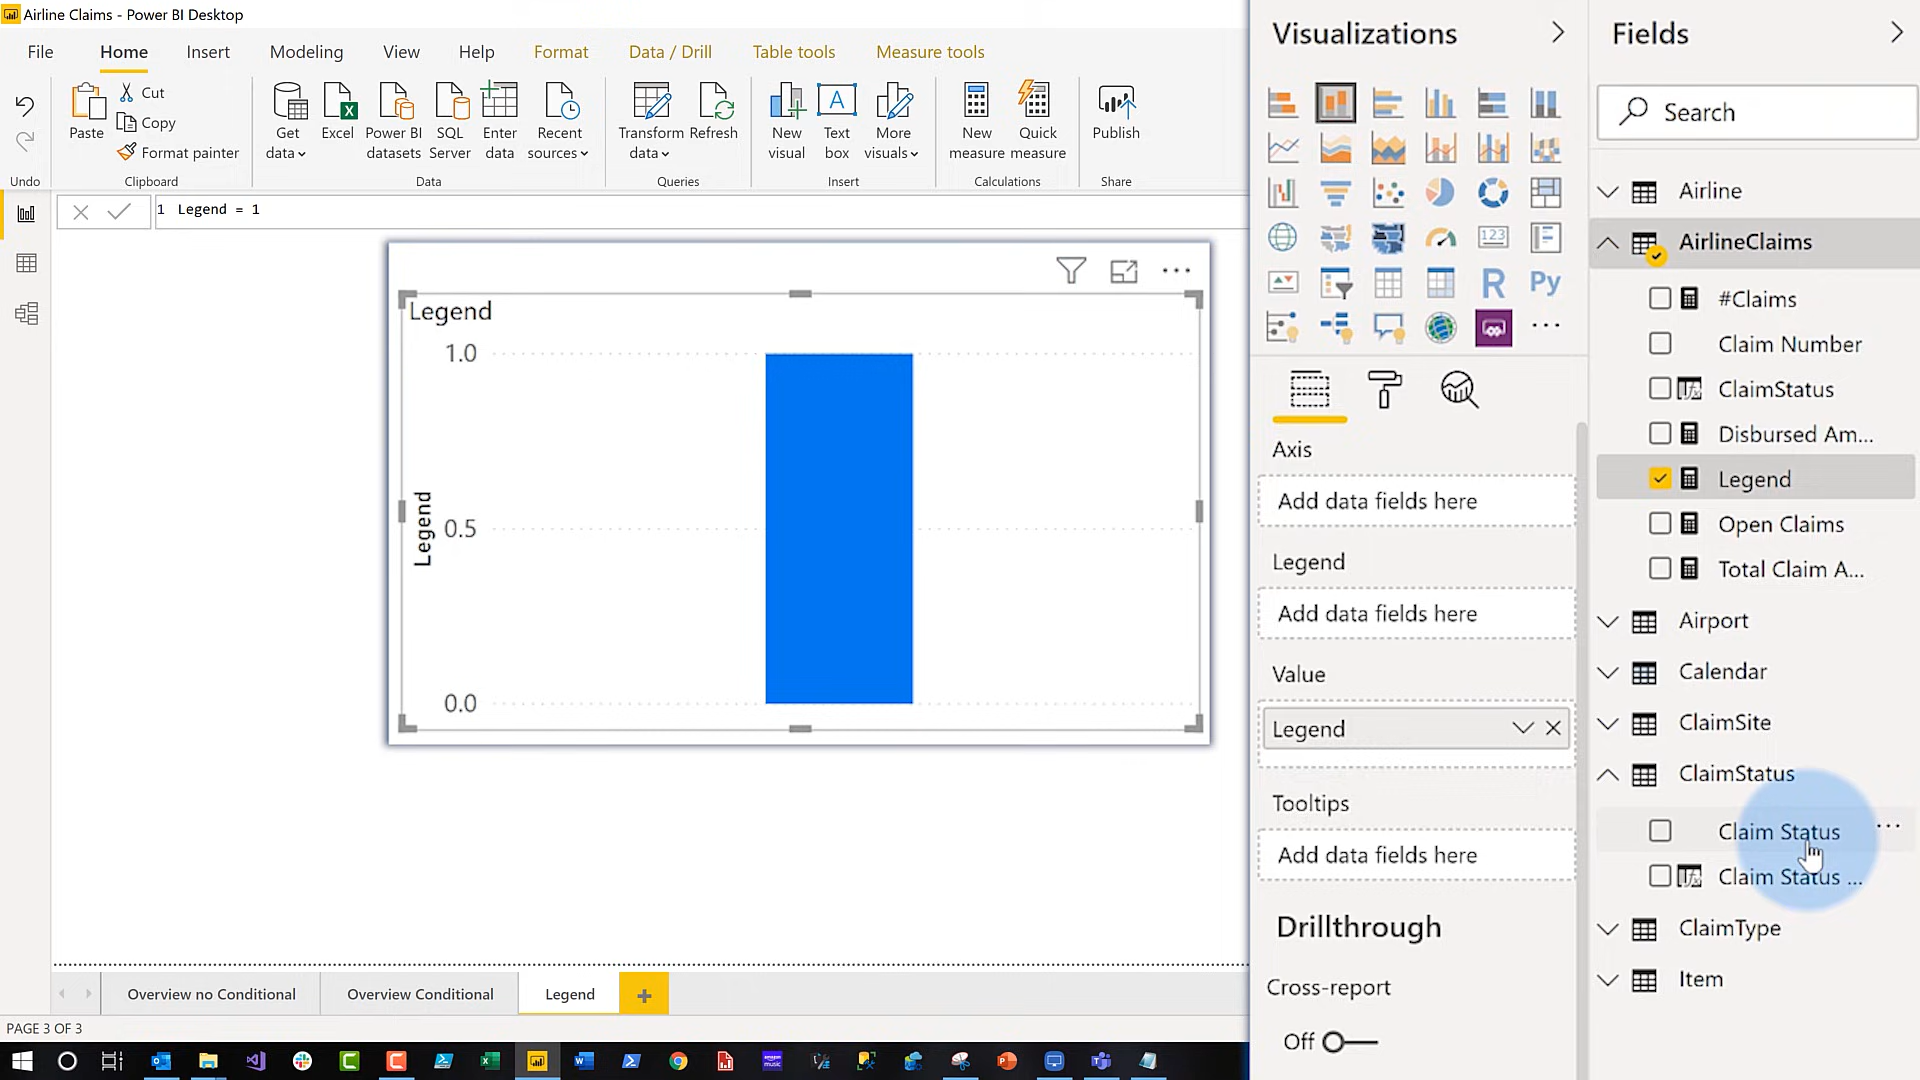 Airline Claims - Power BI Desktop
File Home Insert Modeling View Help Format Data / Drill Table tools Measure tools
Paste
Cut
Copy
Format painter
Get data
Excel
Power BI datasets
SQL Server
Enter data
Recent sources
Transform data
Refresh
New visual
Text box
A
More visuals
New measure
Quick measure
Publish
Undo
Clipboard
Data
Queries
Insert
Calculations
Share
1 Legend = 1
Legend
1.0
0.5
0.0
Legend
Visualizations
123
R
Py
Axis
Add data fields here
Legend
Add data fields here
Value
Legend
Tooltips
Add data fields here
Drillthrough
Cross-report
Off
Fields
Search
Airline
AirlineClaims
#Claims
Claim Number
ClaimStatus
Disbursed Am...
Legend
Open Claims
Total Claim A...
Airport
Calendar
ClaimSite
ClaimStatus
Claim Status
Claim Status ...
ClaimType
Item
Overview no Conditional
Overview Conditional
Legend
PAGE 3 OF 3